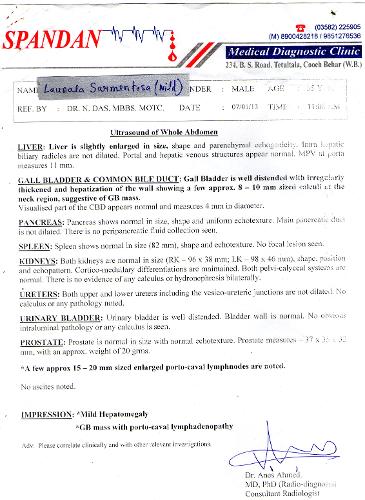 SPANDAN
(03582) 225905
(M) 8900428216 / 9851276536
Medical Diagnostic Clinic
234, B. S. Road, Tetultala, Cooch Behar (W.B.)
NAME Laurala Sarmentosa (Mild) NDER : MALE AGE : 65
REF. BY : DR. N. DAS, MBBS. MOTC. DATE : 07/01/13 TIME :
Ultrasound of Whole Abdomen
LIVER: Liver is slightly enlarged in size, shape and parenchymal echogenicity. Intra hepatic
biliary radicles are not dilated. Portal and hepatic venous structures appear normal. MPV at porta
measures 11 mm.
GALL BLADDER & COMMON BILE DUCT: Gall Bladder is well distended with irregularly
thickened and hepatization of the wall showing a few approx. 8 – 10 mm sized calculi at the
neck region, suggestive of GB mass.
Visualised part of the CBD appears normal and measures 4 mm in diameter.
PANCREAS: Pancreas shows normal in size, shape and uniform echotexture. Main pancreatic duct
is not dilated. There is no peripancreatic fluid collection seen.
SPLEEN: Spleen shows normal in size (82 mm), shape and echotexture. No focal lesion seen.
KIDNEYS: Both kidneys are normal in size (RK – 96 x 38 mm; LK – 98 x 46 mm), shape, position
and echopattern. Cortico-medullary differentiations are maintained. Both pelvi-calyceal systems are
normal. There is no evidence of any calculus or hydronephrosis bilaterally.
URETERS: Both upper and lower ureters including the vesico-ureteric junctions are not dilated. No
calculus or any pathology noted.
URINARY BLADDER: Urinary bladder is well distended. Bladder wall is normal. No obvious
intraluminal pathology or any calculus is seen.
PROSTATE: Prostate is normal in size with normal echotexture. Prostate measures – 37 x 35 x 32
mm, with an approx. weight of 20 grams.
*A few approx 15 – 20 mm sized enlarged porto-caval lymphnodes are noted.
No ascites noted.
IMPRESSION: *Mild Hepatomegaly
*GB mass with porto-caval lymphadenopathy
Adv. Please correlate clinically and with other relevant investigations.
Dr. Anos Ahmed,
MD, PhD (Radio-diagnosis)
Consultant Radiologist